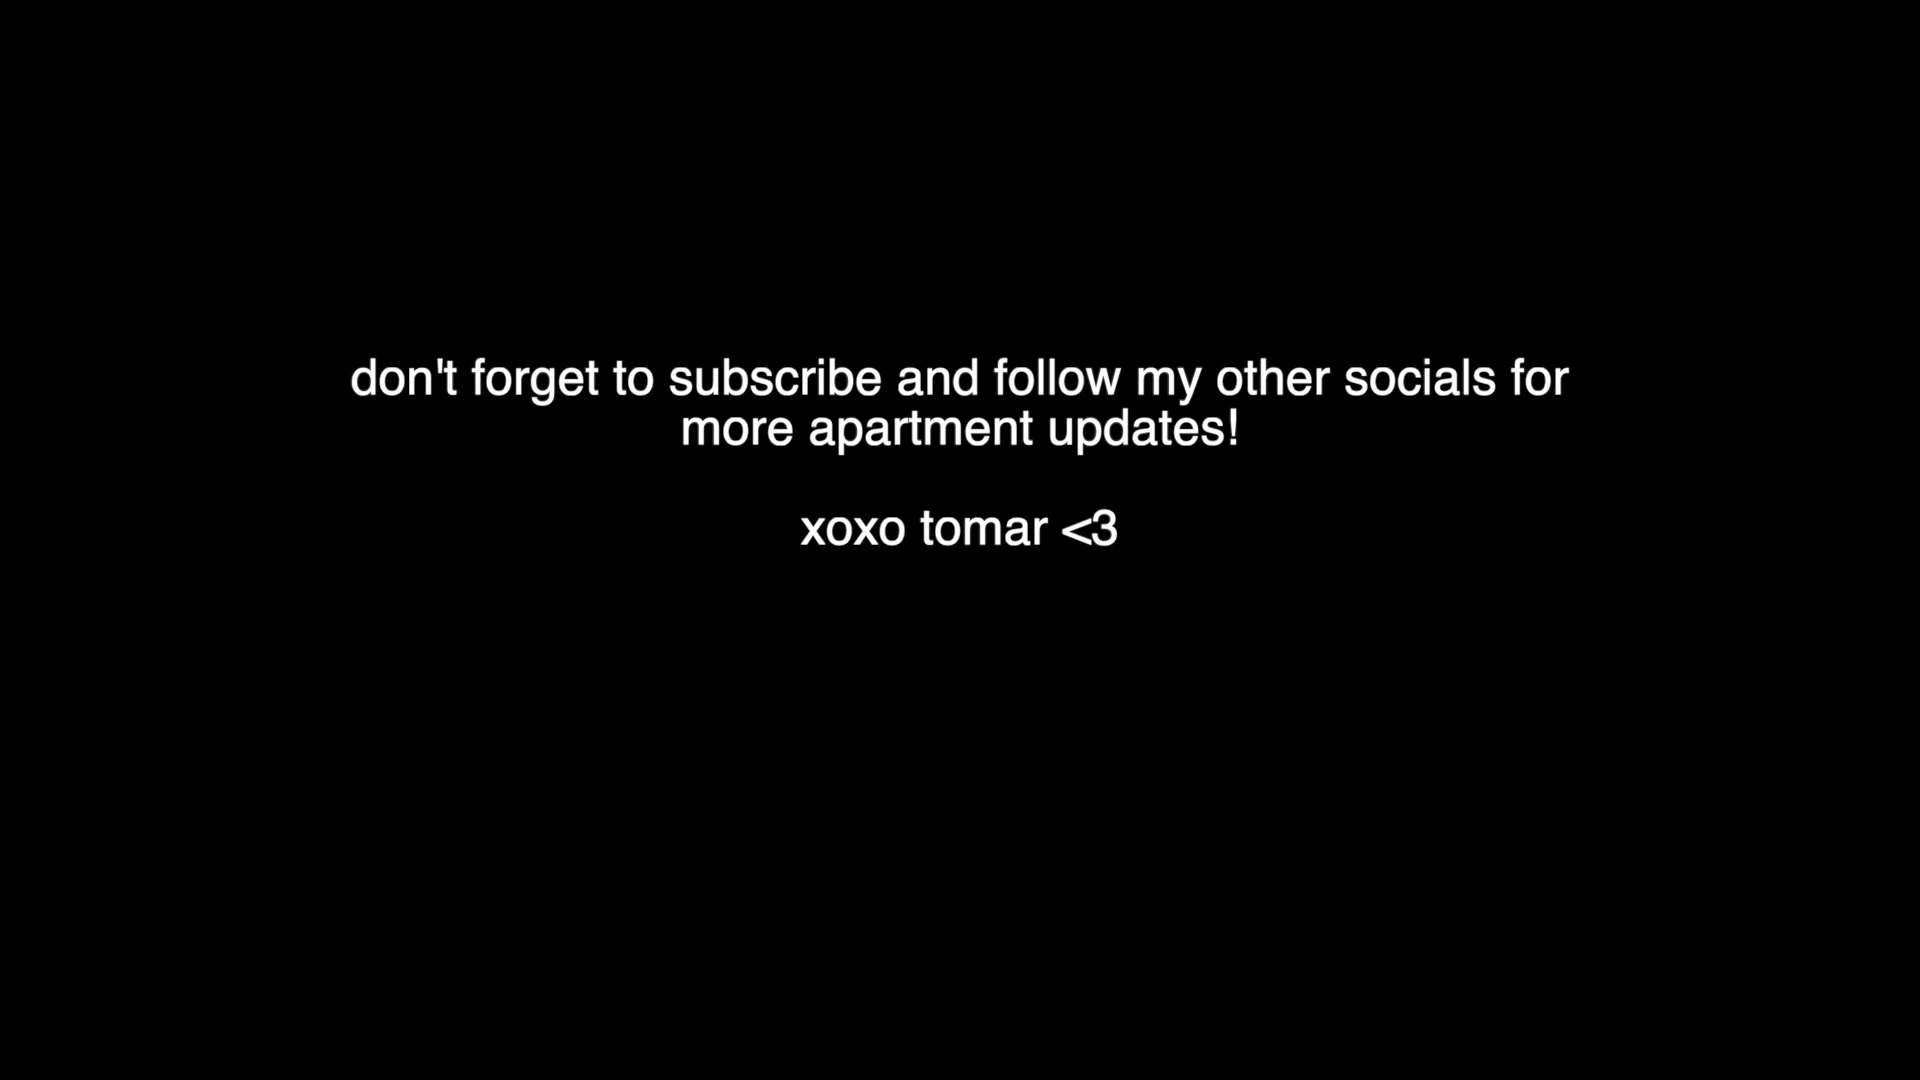 don't forget to subscribe and follow my other socials for
more apartment updates!
xoxo tomar <3